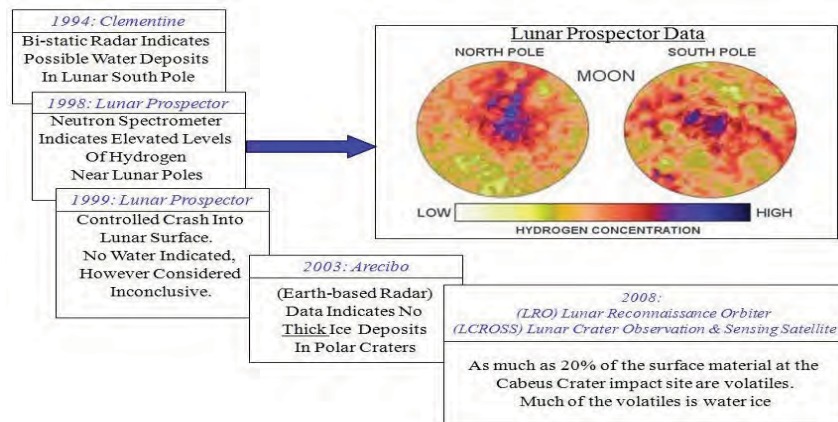 1994: Clementine
Bi-static Radar Indicates
Possible Water Deposits
In Lunar South Pole
1998: Lunar Prospector
Neutron Spectrometer
Indicates Elevated Levels
Of Hydrogen
Near Lunar Poles
1999: Lunar Prospector
Controlled Crash Into
Lunar Surface.
No Water Indicated,
However Considered
Inconclusive.
2003: Arecibo
(Earth-based Radar)
Data Indicates No
Thick Ice Deposits
In Polar Craters
2008:
(LRO) Lunar Reconnaissance Orbiter
(LCROSS) Lunar Crater Observation & Sensing Satellite
As much as 20% of the surface material at the
Cabeus Crater impact site are volatiles.
Much of the volatiles is water ice
Lunar Prospector Data
NORTH POLE
SOUTH POLE
MOON
LOW
HIGH
HYDROGEN CONCENTRATION